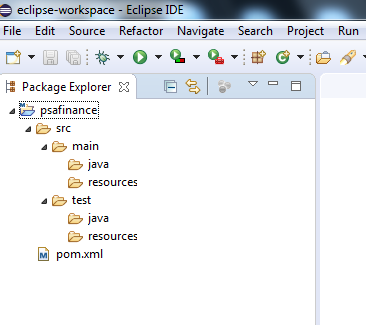 eclipse-workspace - Eclipse IDE
File Edit Source Refactor Navigate Search Project Run
Package Explorer
psafinance
src
main
java
resources
test
java
resources
pom.xml